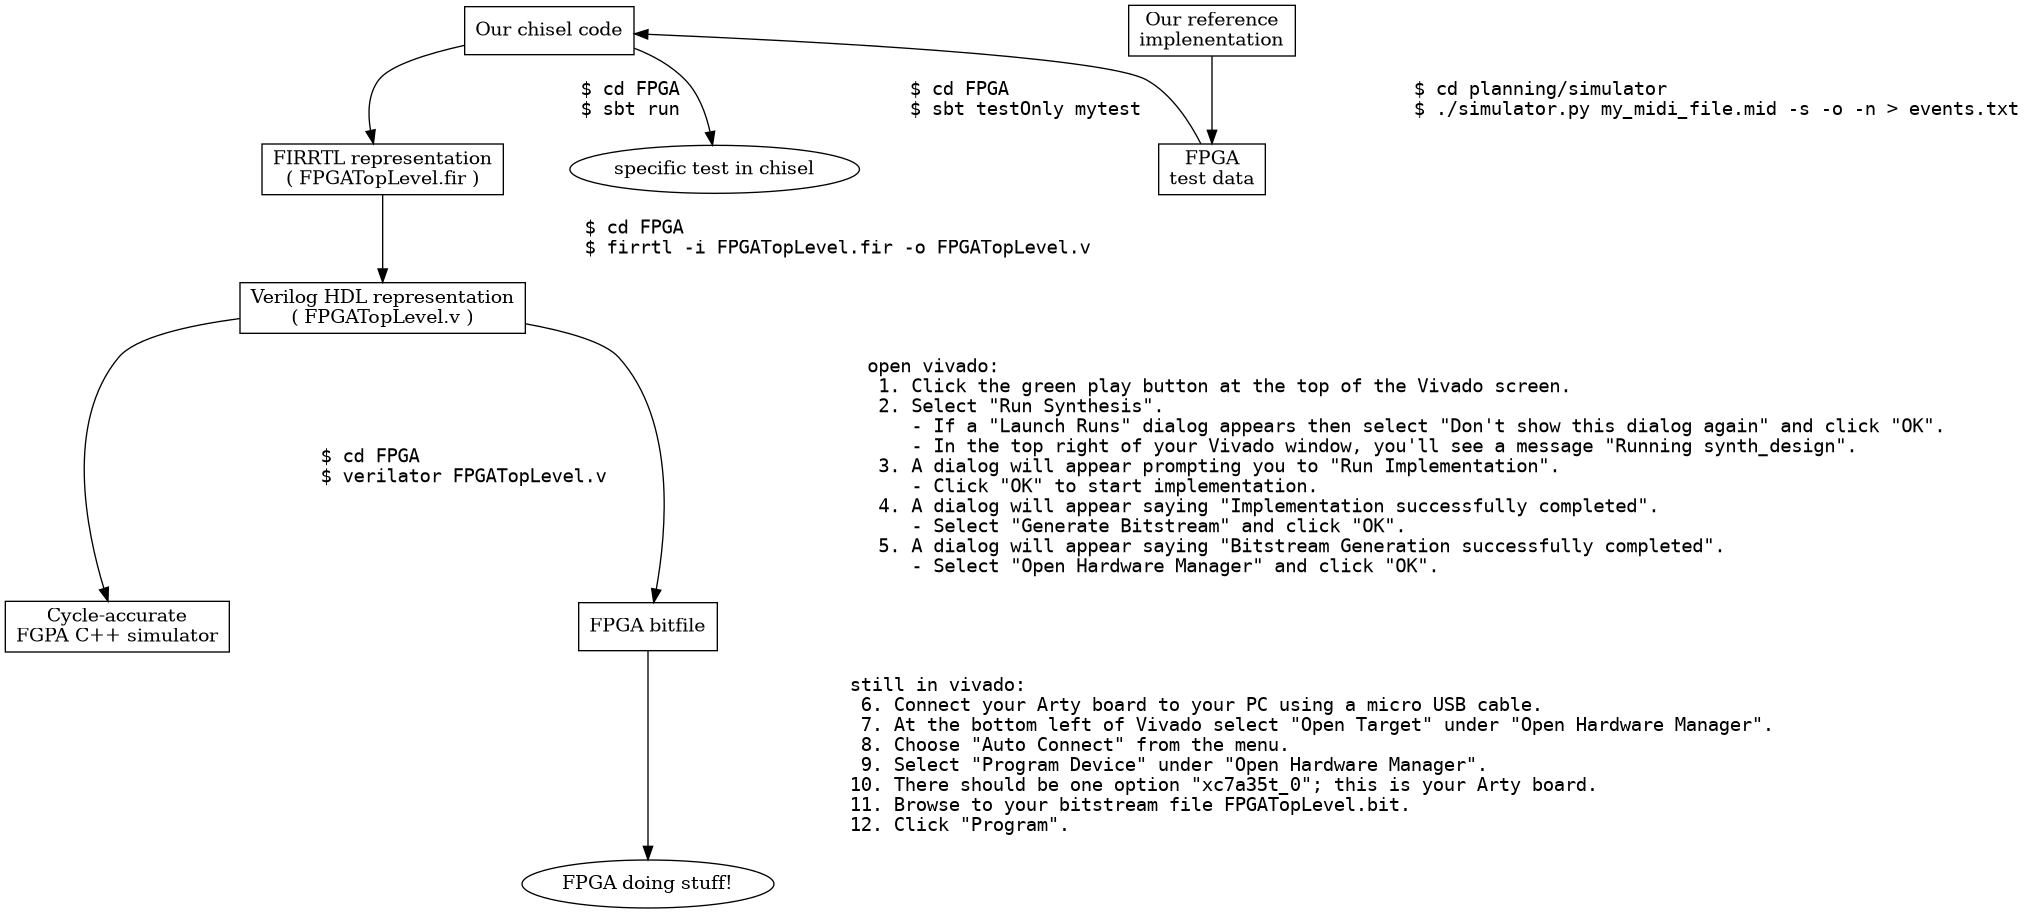 Our chisel code
Our reference
implenentation
$ cd FPGA
$ sbt run
$ cd FPGA
$ sbt testOnly mytest
$ cd planning/simulator
$ ./simulator.py my_midi_file.mid -s -o -n > events.txt
FIRRTL representation
( FPGATopLevel.fir )
specific test in chisel
FPGA
test data
$ cd FPGA
$ firrtl -i FPGATopLevel.fir -o FPGATopLevel.v
Verilog HDL representation
( FPGATopLevel.v )
$ cd FPGA
$ verilator FPGATopLevel.v
open vivado:
1. Click the green play button at the top of the Vivado screen.
2. Select "Run Synthesis".
- If a "Launch Runs" dialog appears then select "Don't show this dialog again" and click "OK".
- In the top right of your Vivado window, you'll see a message "Running synth_design".
3. A dialog will appear prompting you to "Run Implementation".
- Click "OK" to start implementation.
4. A dialog will appear saying "Implementation successfully completed".
- Select "Generate Bitstream" and click "OK".
5. A dialog will appear saying "Bitstream Generation successfully completed".
- Select "Open Hardware Manager" and click "OK".
Cycle-accurate
FGPA C++ simulator
FPGA bitfile
still in vivado:
6. Connect your Arty board to your PC using a micro USB cable.
7. At the bottom left of Vivado select "Open Target" under "Open Hardware Manager".
8. Choose "Auto Connect" from the menu.
9. Select "Program Device" under "Open Hardware Manager".
10. There should be one option "xc7a35t_0"; this is your Arty board.
11. Browse to your bitstream file FPGATopLevel.bit.
12. Click "Program".
FPGA doing stuff!